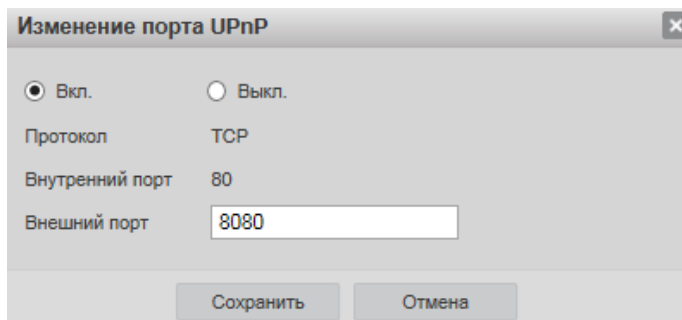 Изменение порта UPnP
Вкл. Выкл.
Протокол TCP
Внутренний порт 80
Внешний порт 8080
Сохранить Отмена